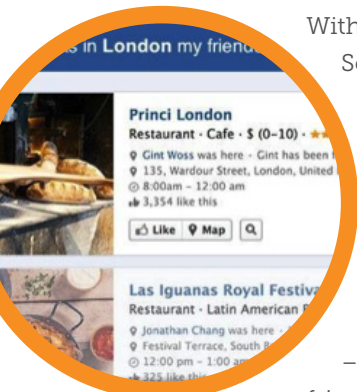 With
s in London my friend
Princi London
Restaurant · Cafe · $ (0–10) ·
Gint Woss was here · Gint has been
135, Wardour Street, London, United
8:00am – 12:00 am
3,354 like this
Like Map
Las Iguanas Royal Festiva
Restaurant · Latin American
Jonathan Chang was here ·
Festival Terrace, South B
12:00 pm – 1:00 am
325 like this
–